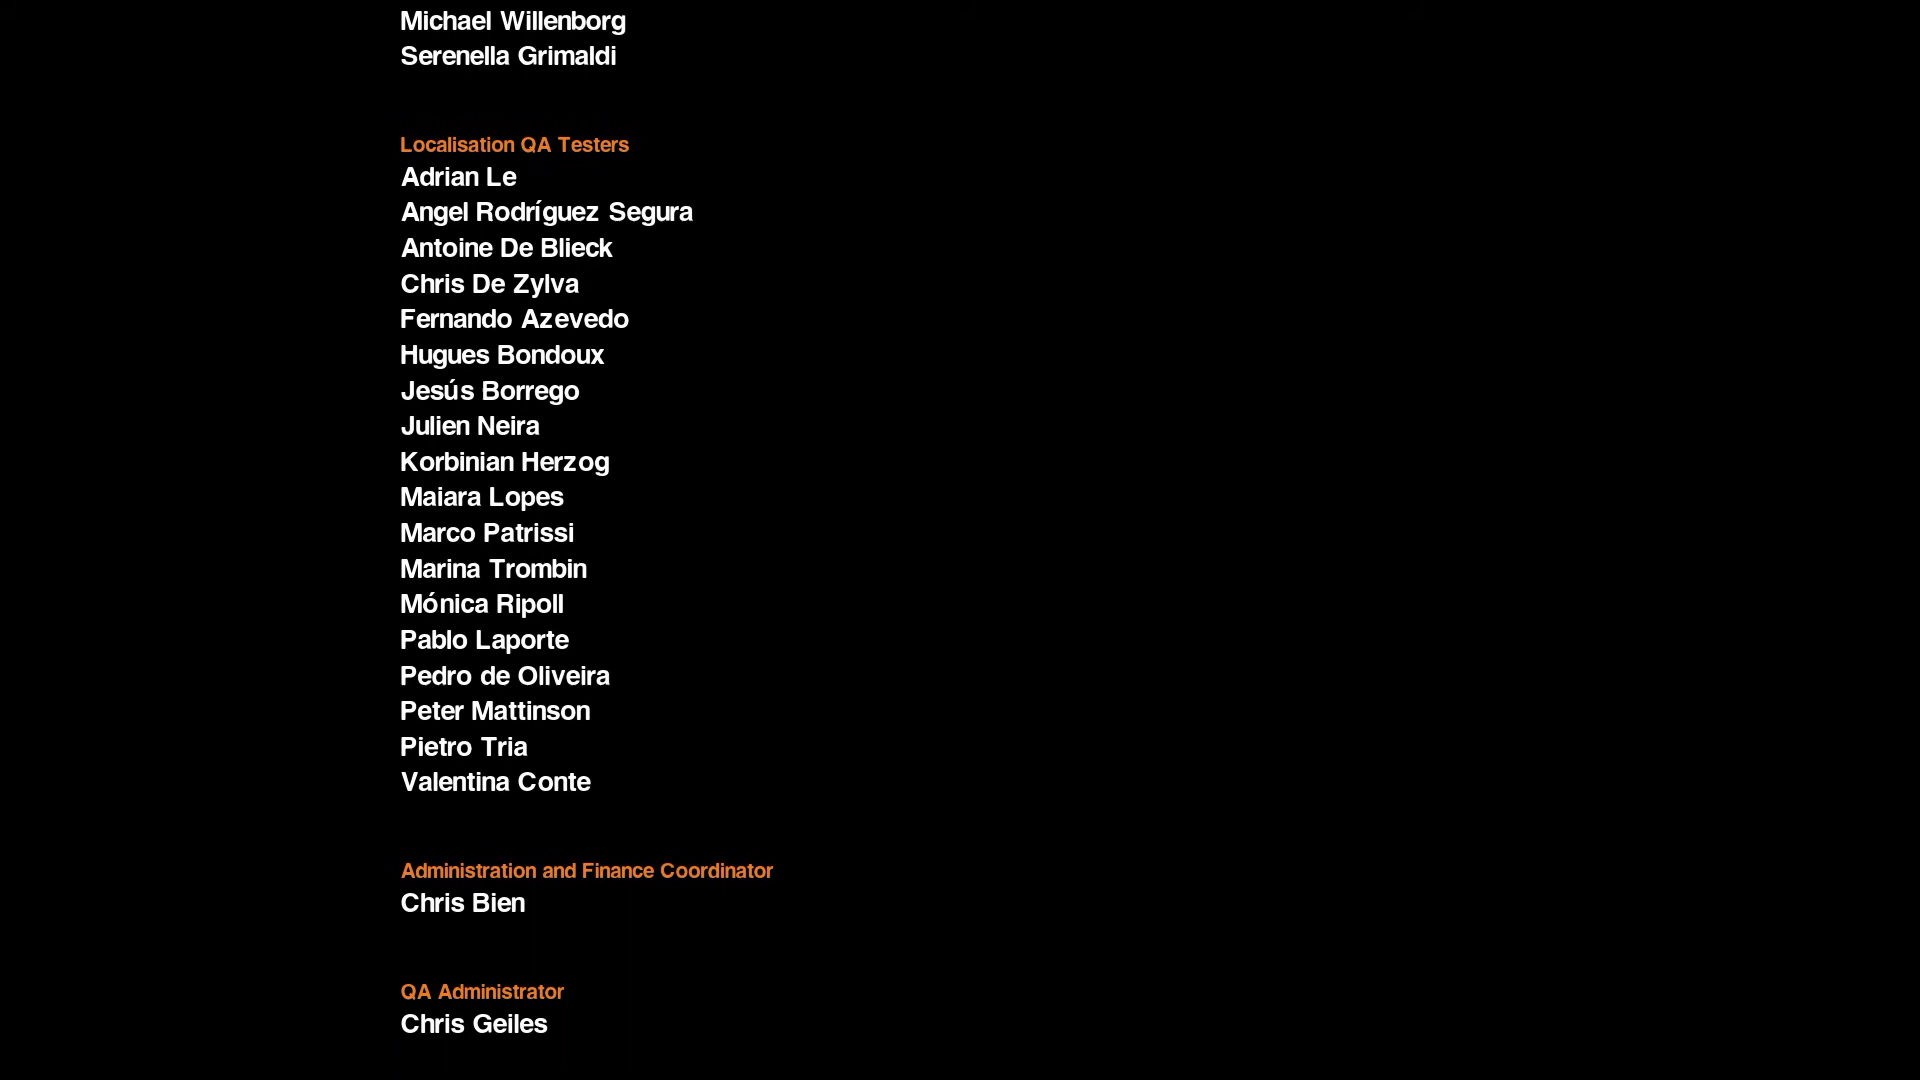 Michael Willenborg
Serenella Grimaldi
Localisation QA Testers
Adrian Le
Angel Rodríguez Segura
Antoine De Blieck
Chris De Zylva
Fernando Azevedo
Hugues Bondoux
Jesús Borrego
Julien Neira
Korbinian Herzog
Maiara Lopes
Marco Patrissi
Marina Trombin
Mónica Ripoll
Pablo Laporte
Pedro de Oliveira
Peter Mattinson
Pietro Tria
Valentina Conte
Administration and Finance Coordinator
Chris Bien
QA Administrator
Chris Geiles